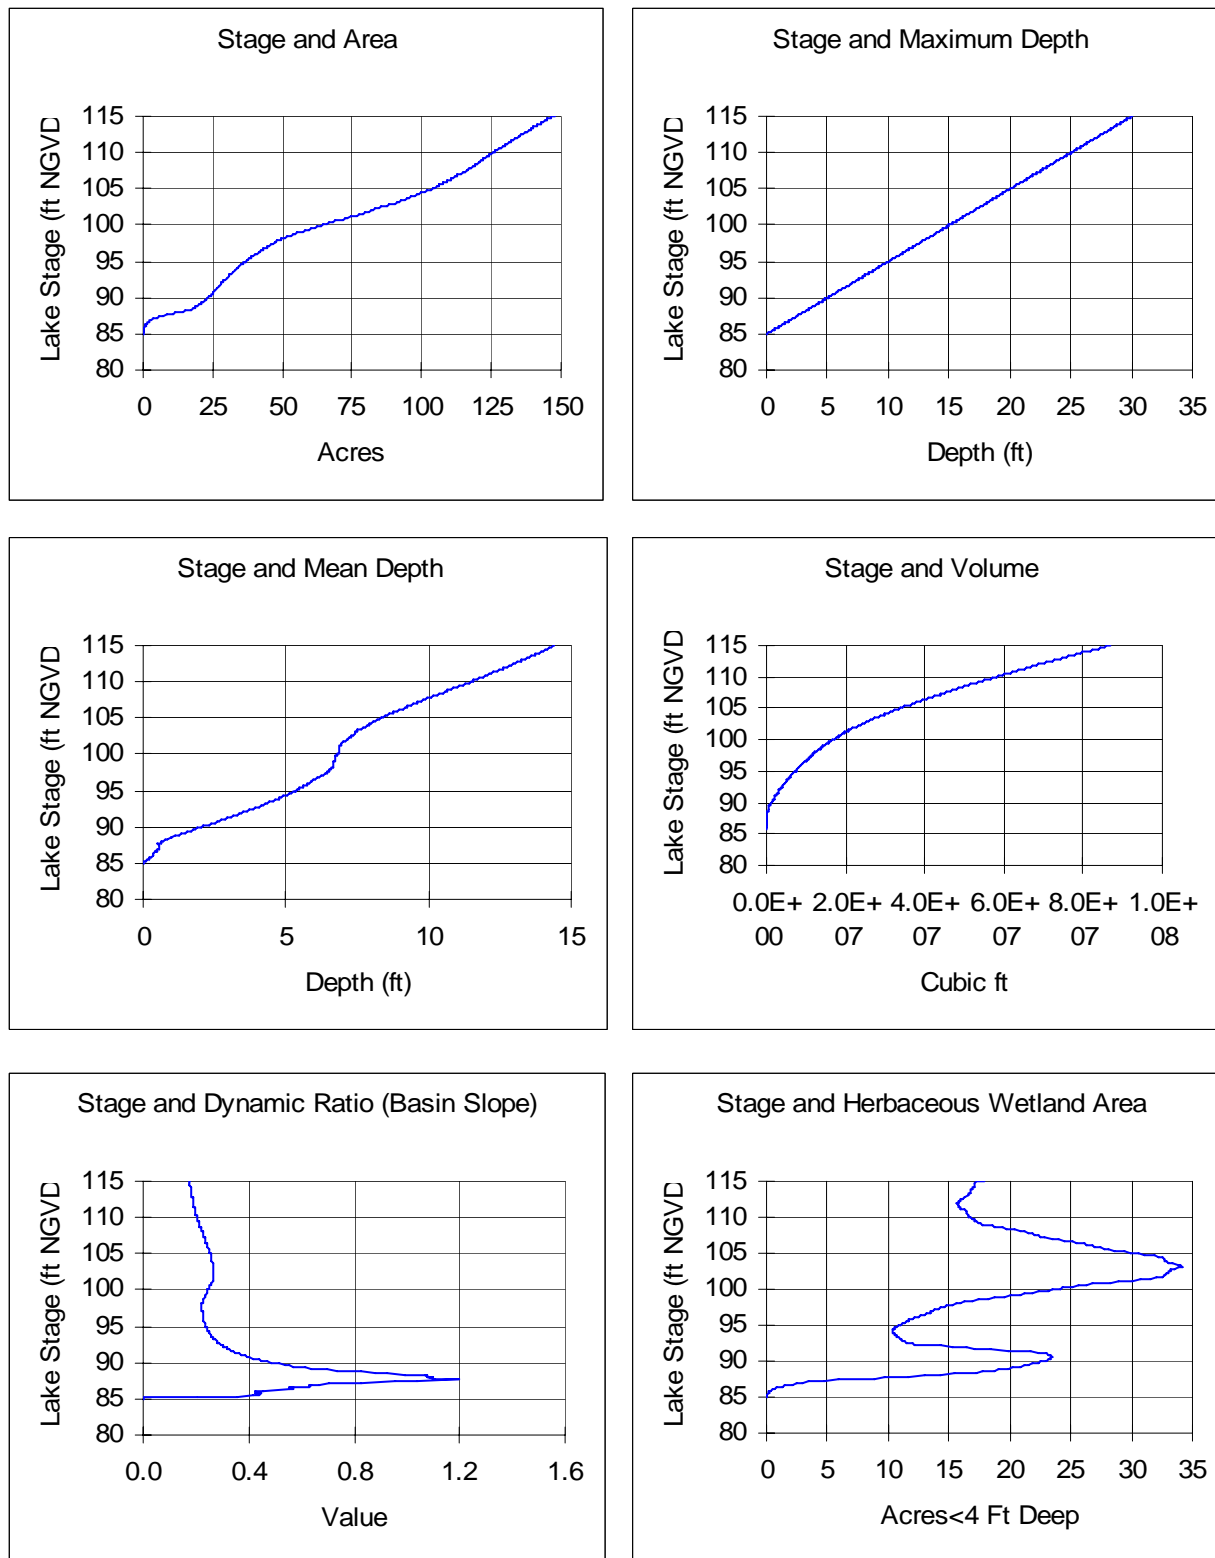 Stage and Area
Lake Stage (ft NGVD
115
110
105
100
95
90
85
80
0 25 50 75 100 125 150
Acres
Stage and Maximum Depth
Lake Stage (ft NGVD
115
110
105
100
95
90
85
80
0 5 10 15 20 25 30 35
Depth (ft)
Stage and Mean Depth
Lake Stage (ft NGVD
115
110
105
100
95
90
85
80
0 5 10 15
Depth (ft)
Stage and Volume
Lake Stage (ft NGVD
115
110
105
100
95
90
85
80
0.0E+ 2.0E+ 4.0E+ 6.0E+ 8.0E+ 1.0E+
00 07 07 07 07 08
Cubic ft
Stage and Dynamic Ratio (Basin Slope)
Lake Stage (ft NGVD
115
110
105
100
95
90
85
80
0.0 0.4 0.8 1.2 1.6
Value
Stage and Herbaceous Wetland Area
Lake Stage (ft NGVD
115
110
105
100
95
90
85
80
0 5 10 15 20 25 30 35
Acres<4 Ft Deep